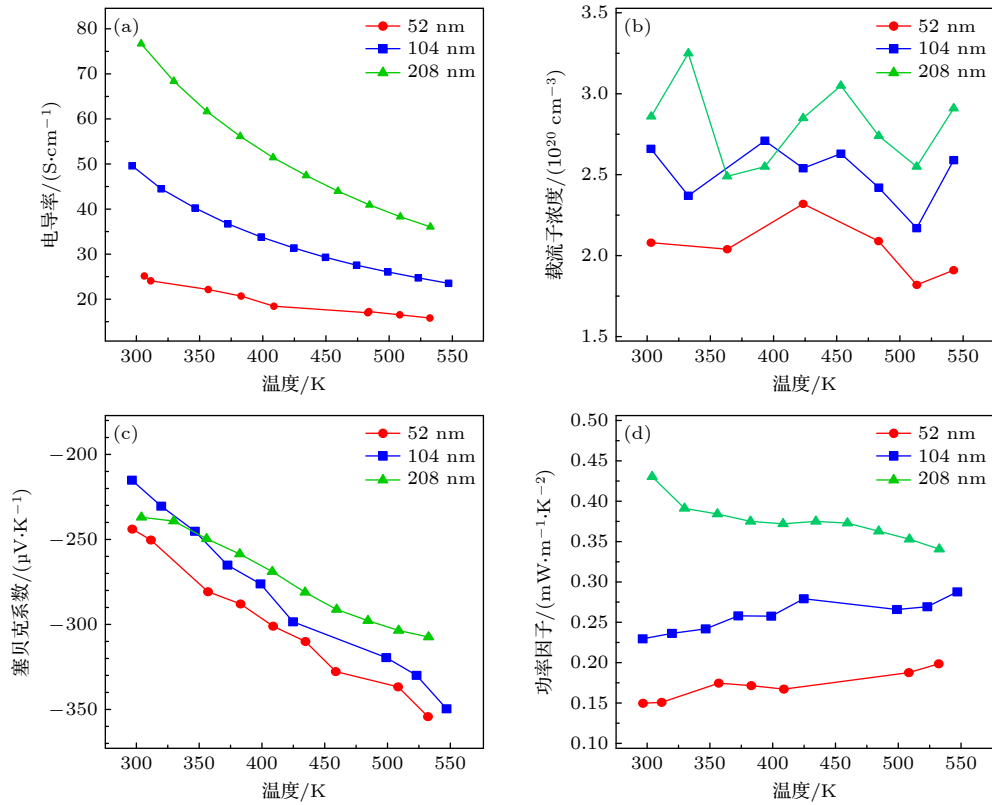 (a)
52 nm
104 nm
208 nm
80
70
60
50
40
30
20
电导率/(S·cm⁻¹)
300 350 400 450 500 550
温度/K
(b)
52 nm
104 nm
208 nm
3.5
3.0
2.5
2.0
1.5
载流子浓度/(10²⁰ cm⁻³)
300 350 400 450 500 550
温度/K
(c)
52 nm
104 nm
208 nm
−200
−250
−300
−350
塞贝克系数/(µV·K⁻¹)
300 350 400 450 500 550
温度/K
(d)
52 nm
104 nm
208 nm
0.50
0.45
0.40
0.35
0.30
0.25
0.20
0.15
0.10
功率因子/(mW·m⁻¹·K⁻²)
300 350 400 450 500 550
温度/K